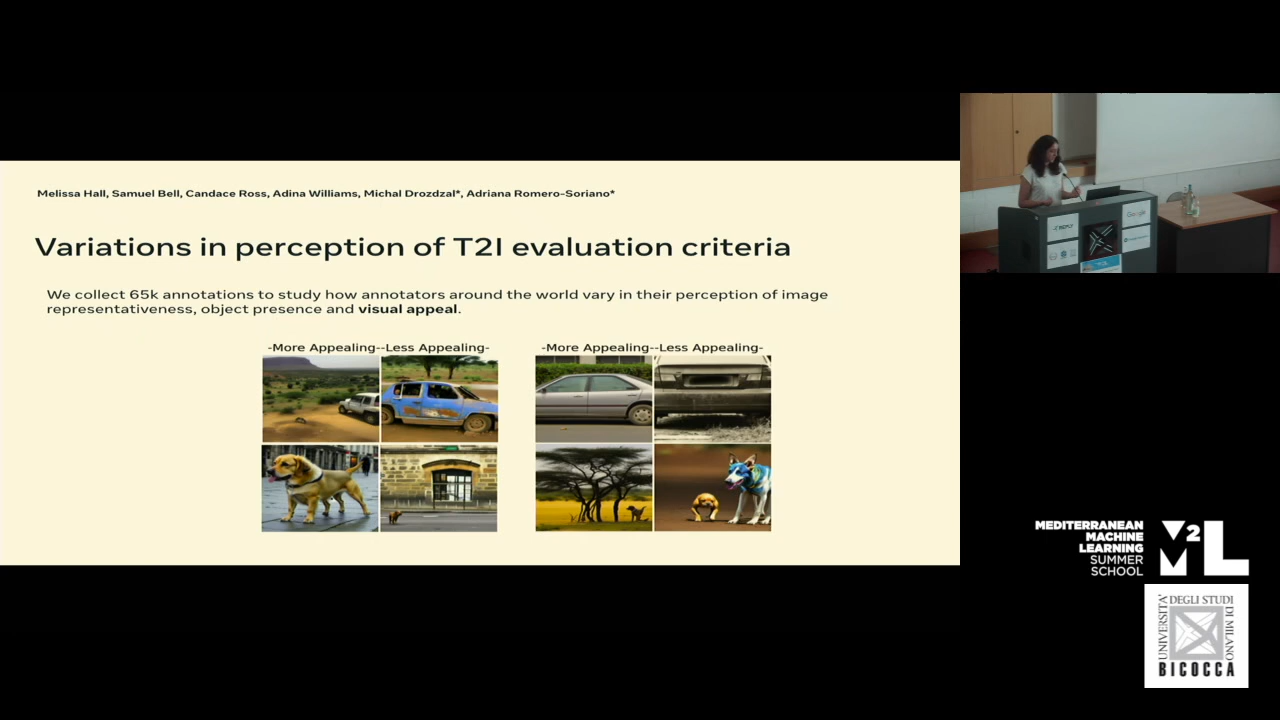 Melissa Hall, Samuel Bell, Candace Ross, Adina Williams, Michal Drozdzal*, Adriana Romero-Soriano*
Variations in perception of T2I evaluation criteria
We collect 65k annotations to study how annotators around the world vary in their perception of image
representativeness, object presence and visual appeal.
-More Appealing--Less Appealing-
-More Appealing--Less Appealing-
Google
MEDITERRANEAN
MACHINE
LEARNING
SUMMER
SCHOOL
M2L
UNIVERSITÀ
DEGLI STUDI
DI MILANO
BICOCCA